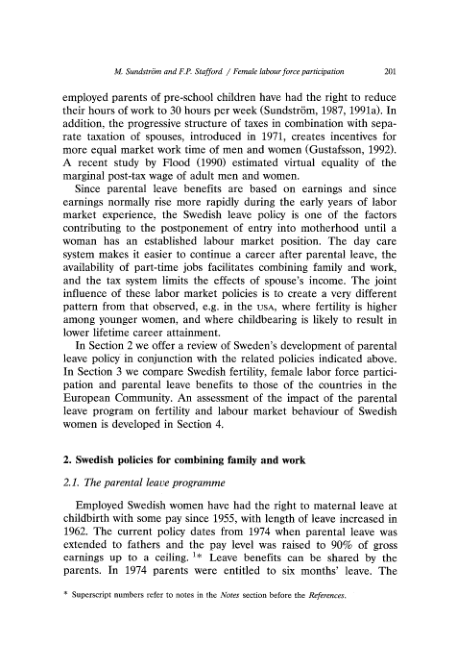 M. Sundström and F.P. Stafford / Female labour force participation 201
employed parents of pre-school children have had the right to reduce
their hours of work to 30 hours per week (Sundström, 1987, 1991a). In
addition, the progressive structure of taxes in combination with sepa-
rate taxation of spouses, introduced in 1971, creates incentives for
more equal market work time of men and women (Gustafsson, 1992).
A recent study by Flood (1990) estimated virtual equality of the
marginal post-tax wage of adult men and women.
Since parental leave benefits are based on earnings and since
earnings normally rise more rapidly during the early years of labor
market experience, the Swedish leave policy is one of the factors
contributing to the postponement of entry into motherhood until a
woman has an established labour market position. The day care
system makes it easier to continue a career after parental leave, the
availability of part-time jobs facilitates combining family and work,
and the tax system limits the effects of spouse's income. The joint
influence of these labor market policies is to create a very different
pattern from that observed, e.g. in the USA, where fertility is higher
among younger women, and where childbearing is likely to result in
lower lifetime career attainment.
In Section 2 we offer a review of Sweden's development of parental
leave policy in conjunction with the related policies indicated above.
In Section 3 we compare Swedish fertility, female labor force partici-
pation and parental leave benefits to those of the countries in the
European Community. An assessment of the impact of the parental
leave program on fertility and labour market behaviour of Swedish
women is developed in Section 4.
2. Swedish policies for combining family and work
2.1. The parental leave programme
Employed Swedish women have had the right to maternal leave at
childbirth with some pay since 1955, with length of leave increased in
1962. The current policy dates from 1974 when parental leave was
extended to fathers and the pay level was raised to 90% of gross
earnings up to a ceiling. 1* Leave benefits can be shared by the
parents. In 1974 parents were entitled to six months' leave. The
* Superscript numbers refer to notes in the Notes section before the References.